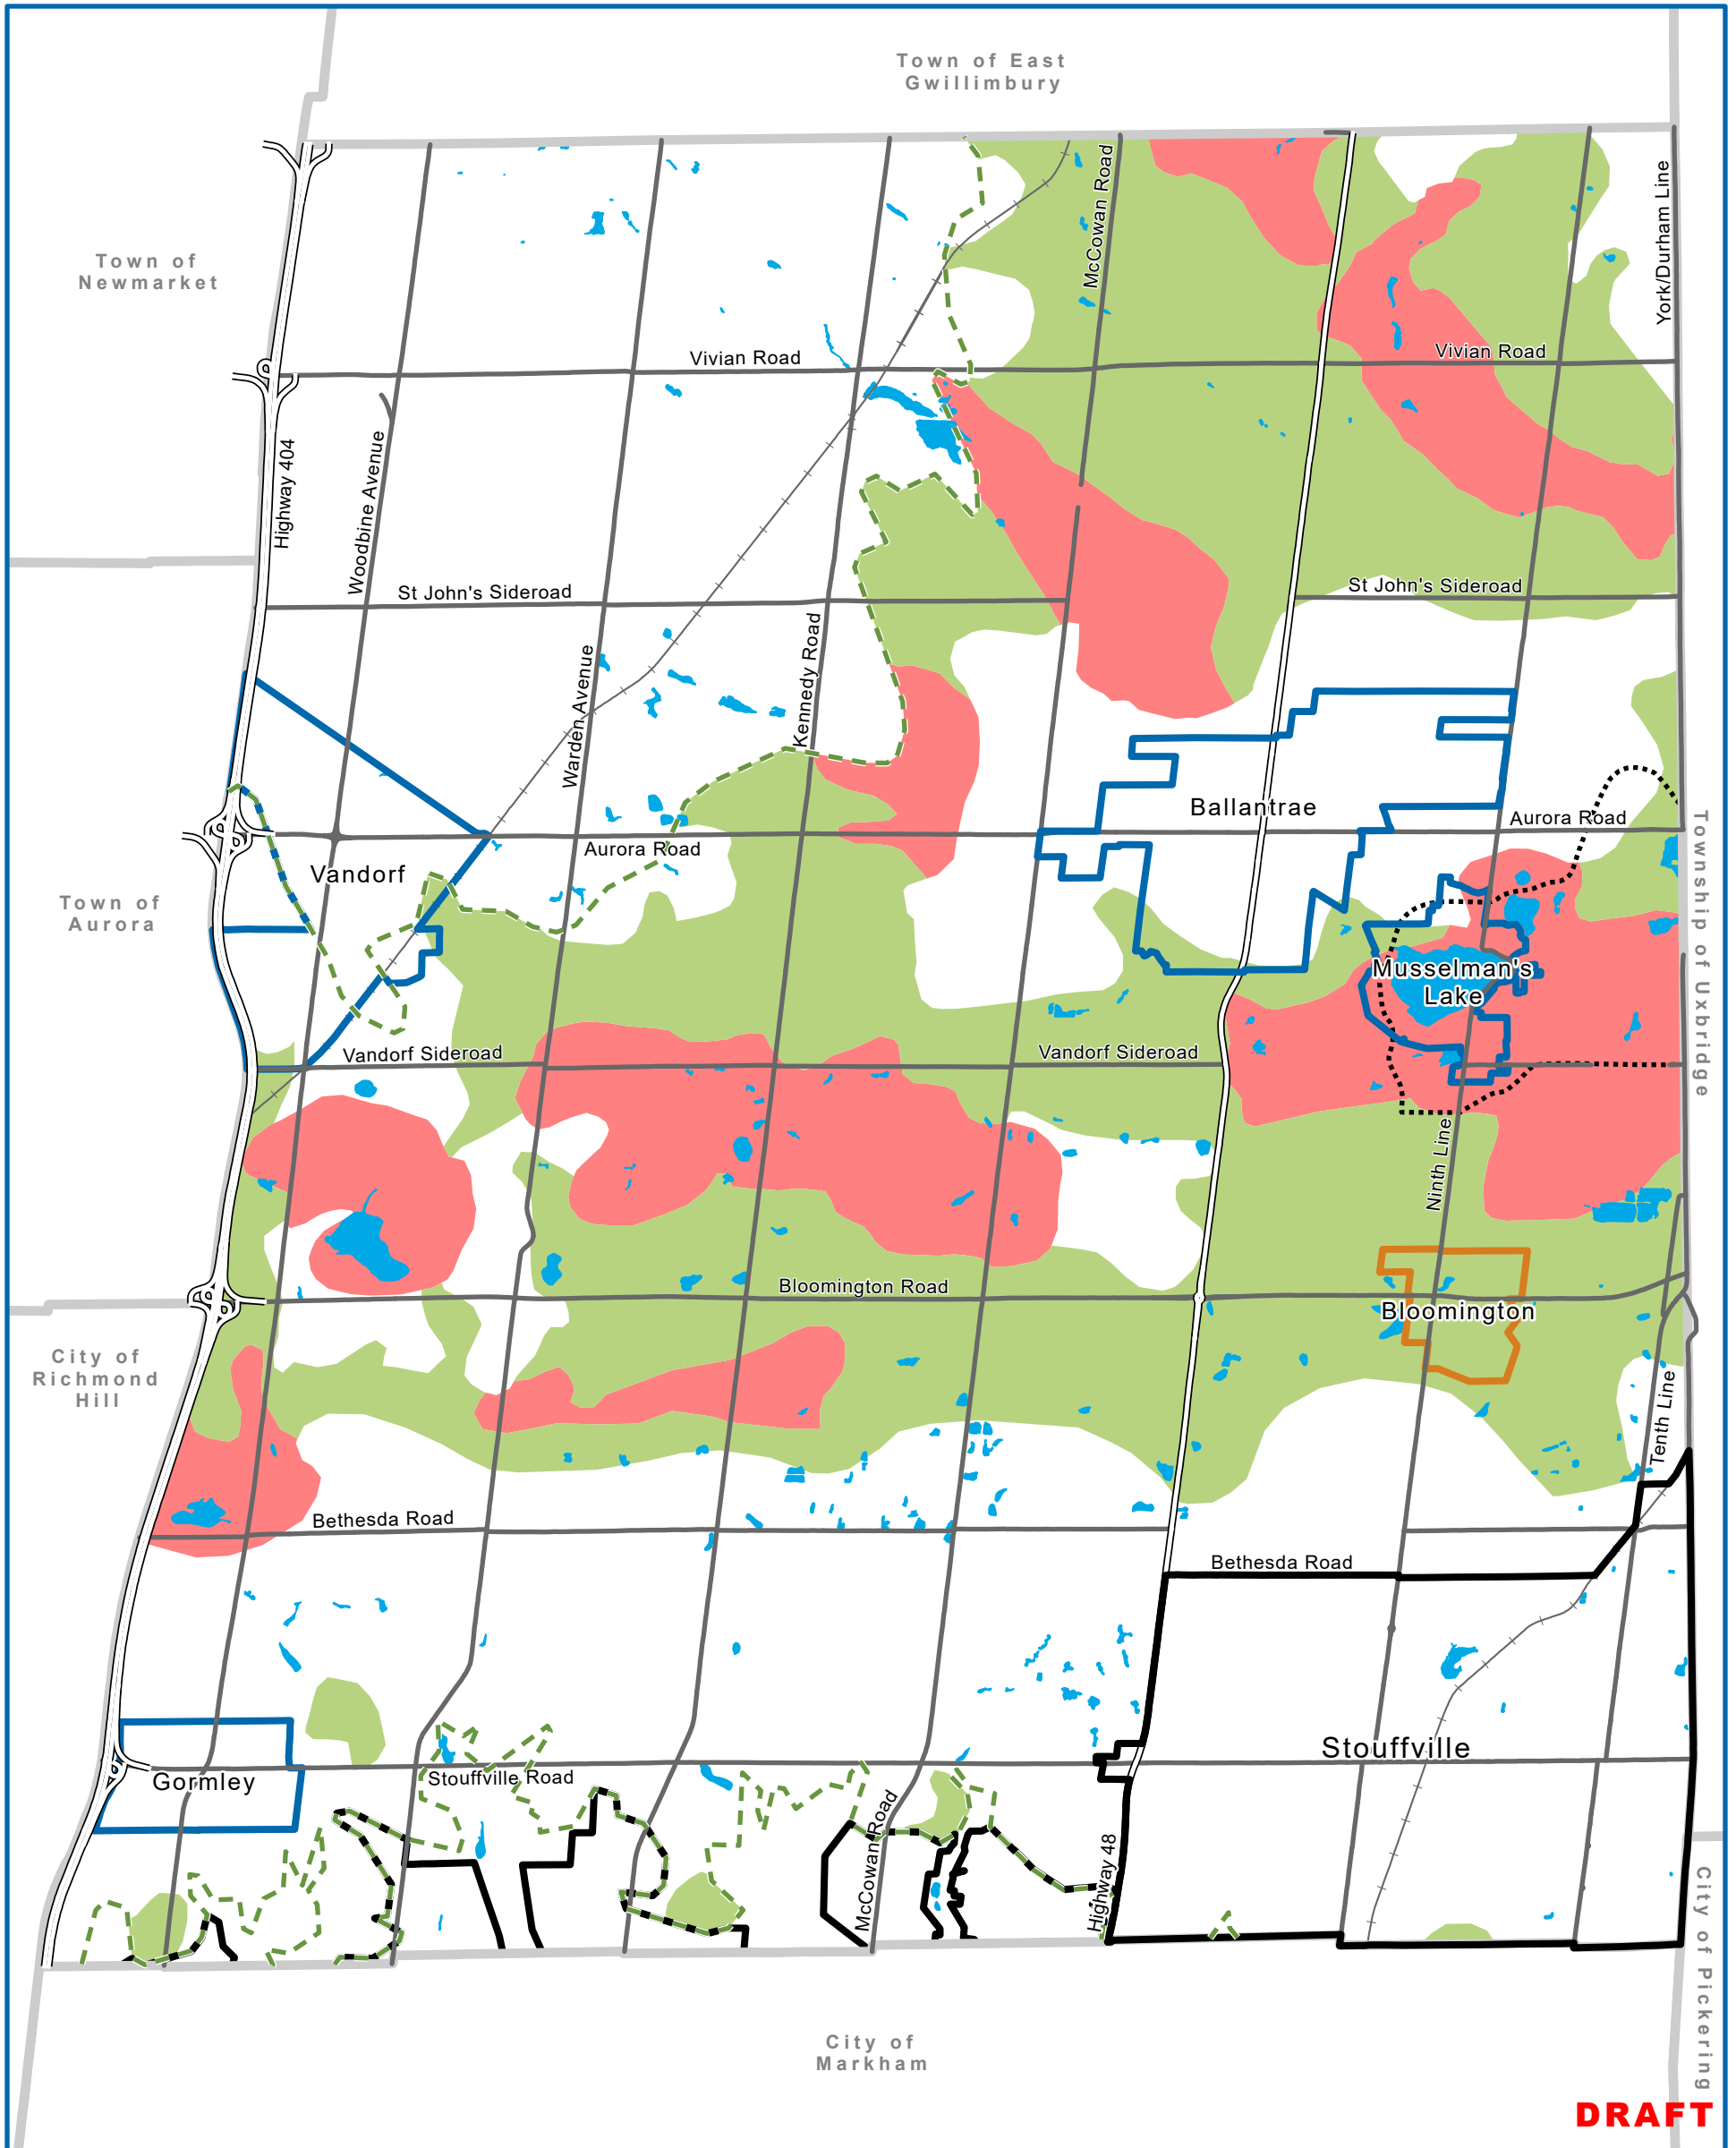 Town of East
Gwillimbury
Town of
Newmarket
McCowan Road
York/Durham Line
Vivian Road
Vivian Road
Highway 404
Woodbine Avenue
St John's Sideroad
St John's Sideroad
Warden Avenue
Kennedy Road
Ballantrae
Aurora Road
Aurora Road
Vandorf
Town of
Aurora
Township of Uxbridge
Musselman's
Lake
Vandorf Sideroad
Vandorf Sideroad
Ninth Line
Bloomington Road
Bloomington
City of
Richmond
Hill
Tenth Line
Bethesda Road
Bethesda Road
Stouffville
Gormley
Stouffville Road
McCowan Road
Highway 48
City of Pickering
City of
Markham
DRAFT